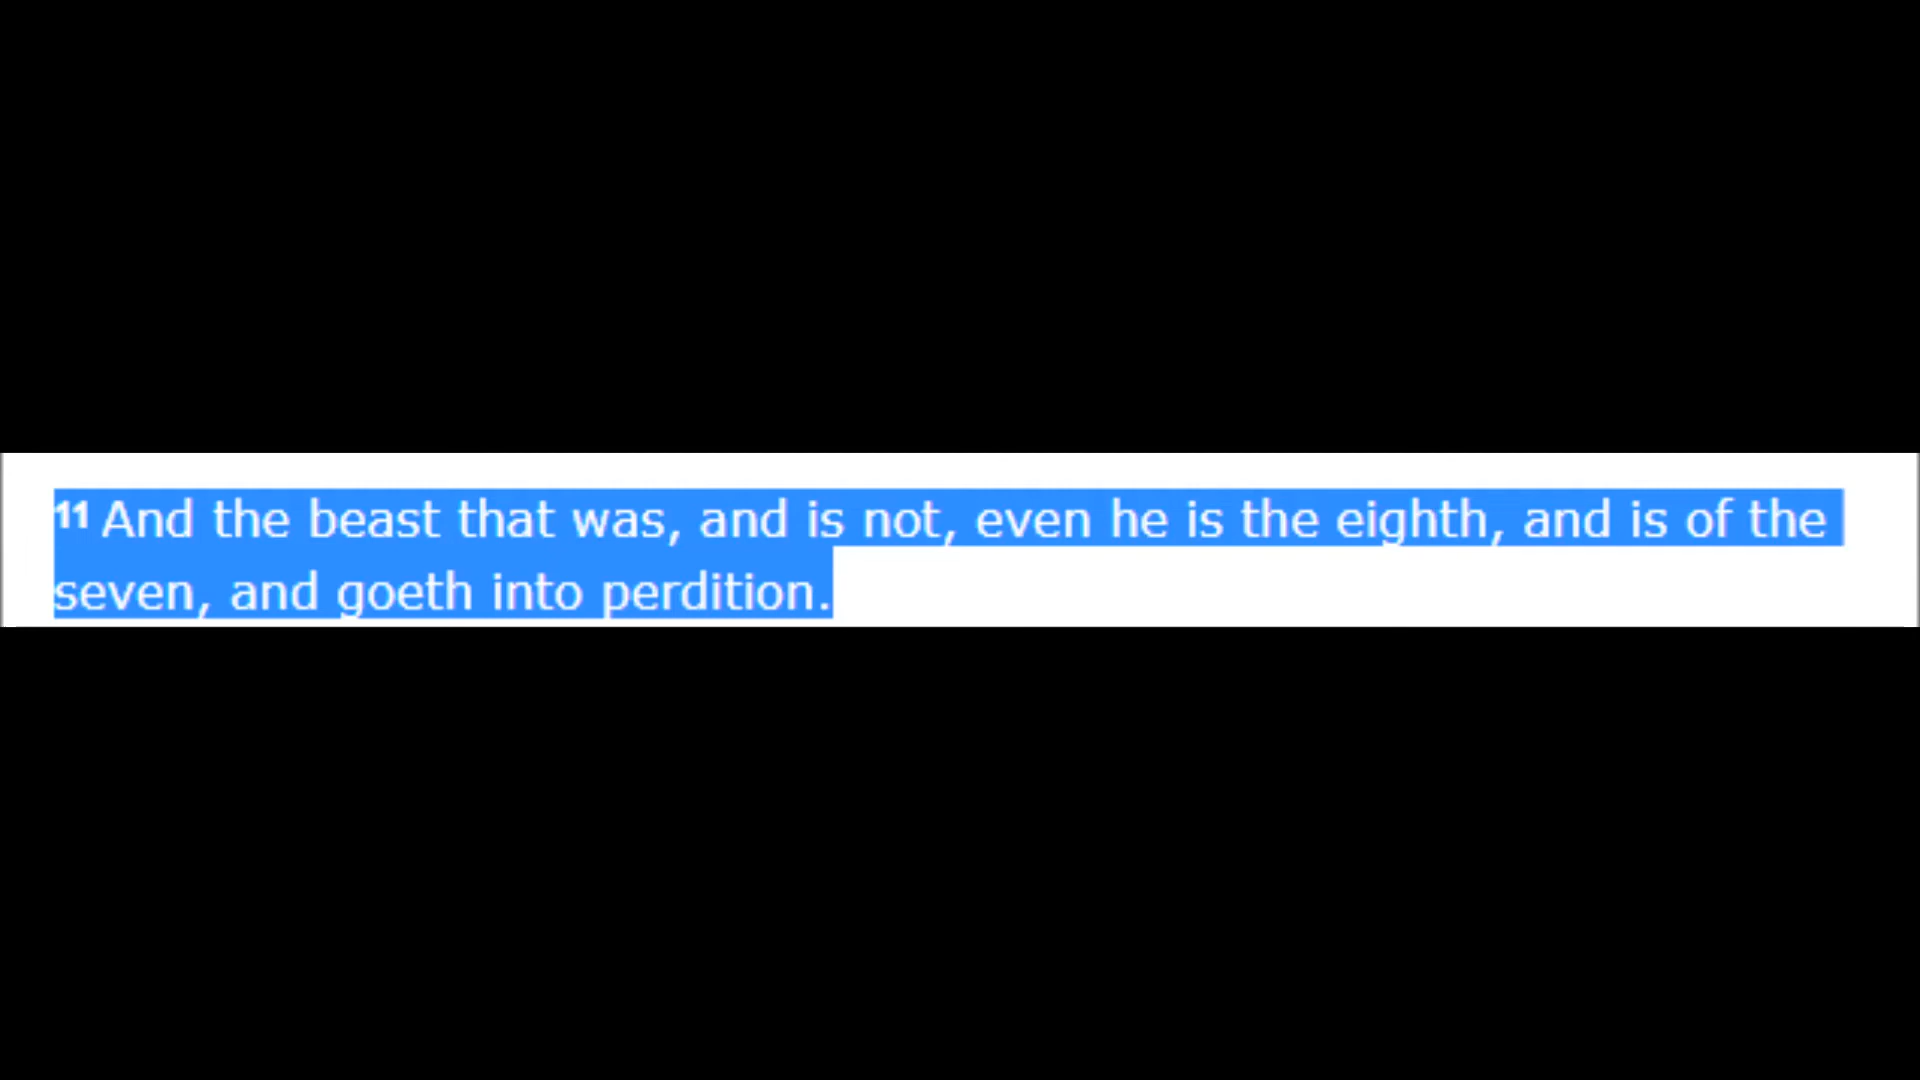 11 And the beast that was, and is not, even he is the eighth, and is of the
seven, and goeth into perdition.